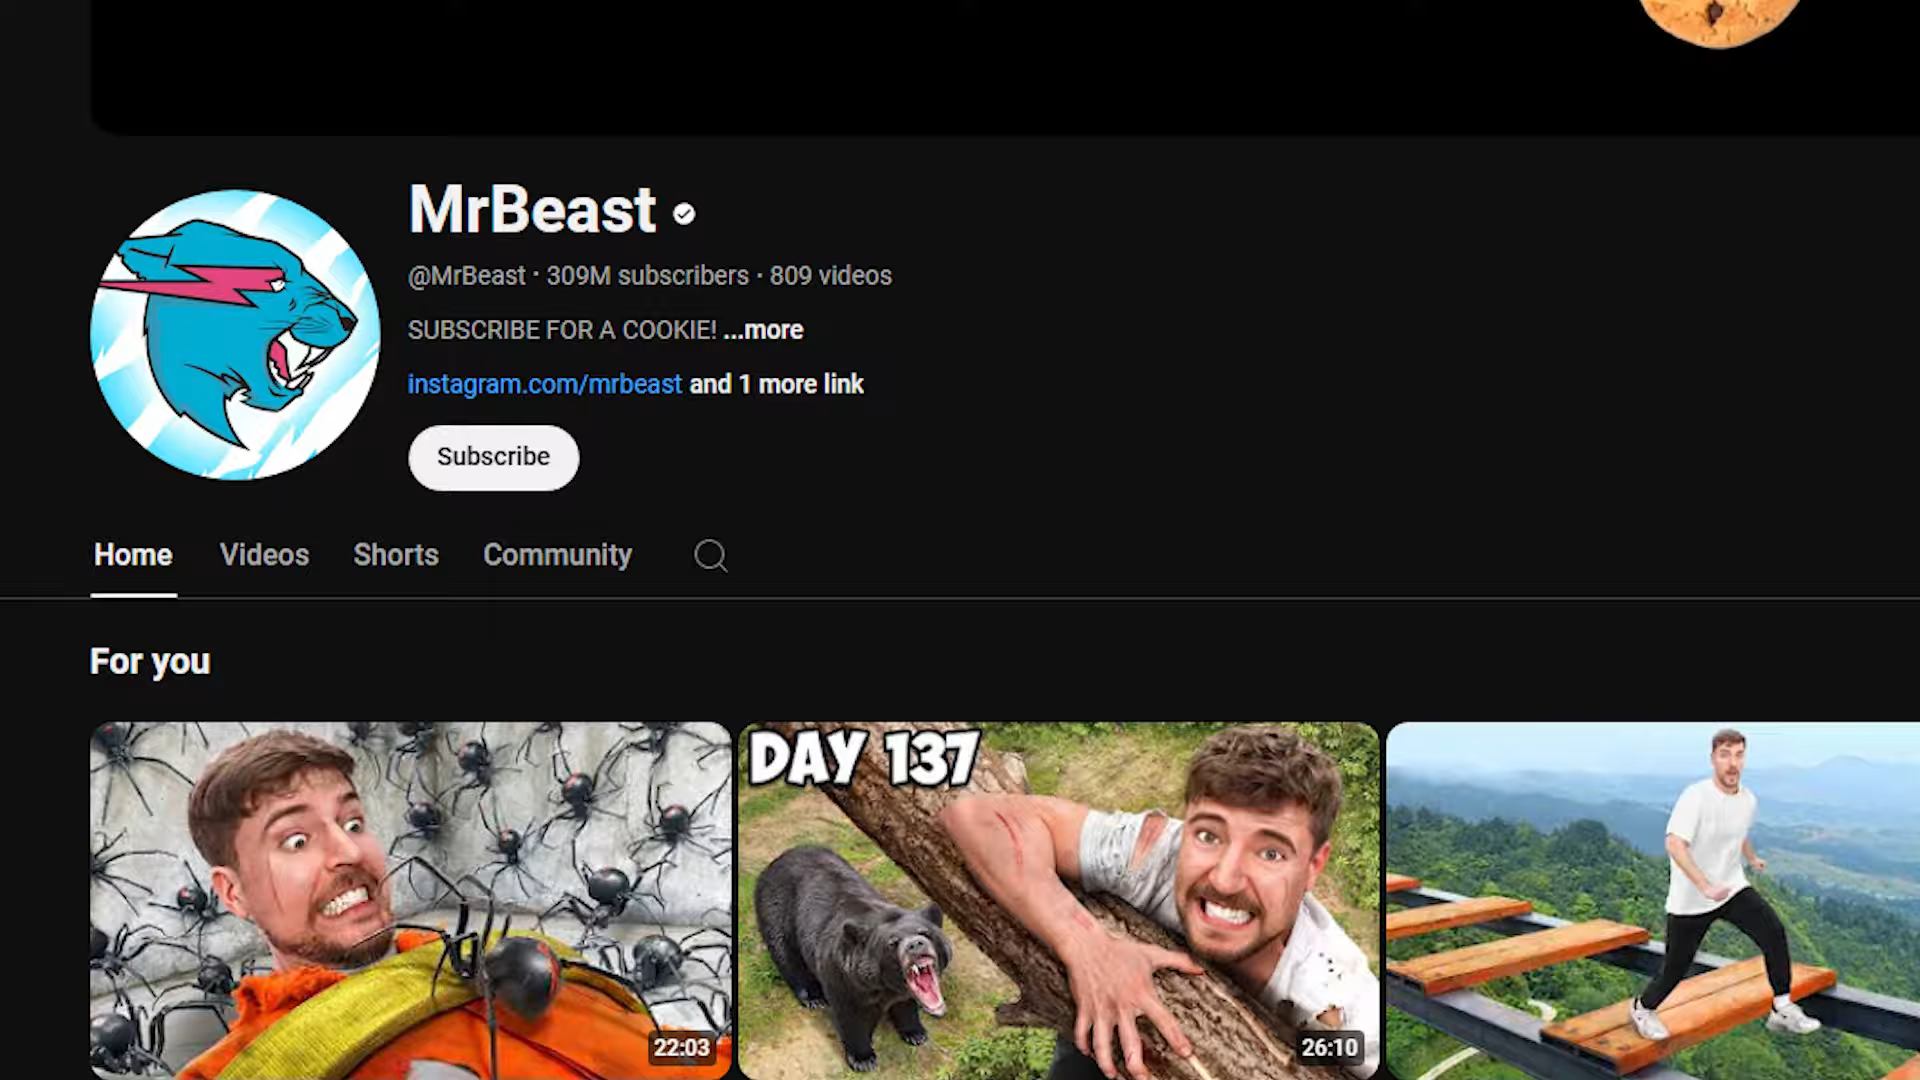 MrBeast
@MrBeast · 309M subscribers · 809 videos
SUBSCRIBE FOR A COOKIE! ...more
instagram.com/mrbeast and 1 more link
Subscribe
Home Videos Shorts Community
For you
DAY 137
22:03
26:10